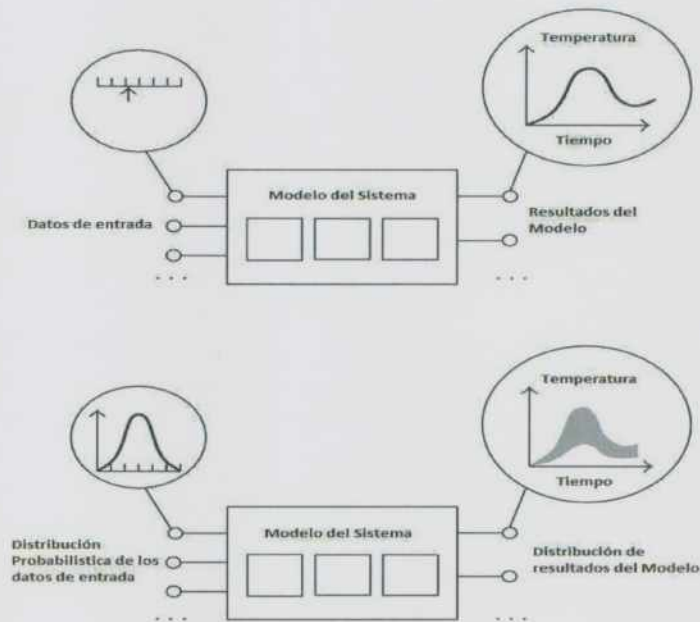 Temperatura
Tiempo
Modelo del Sistema
Datos de entrada
Resultados del
Modelo
. . .
. . .
Temperatura
Tiempo
Modelo del Sistema
Distribución
Probabilistica de los
datos de entrada
Distribución de
resultados del Modelo
. . .
. . .